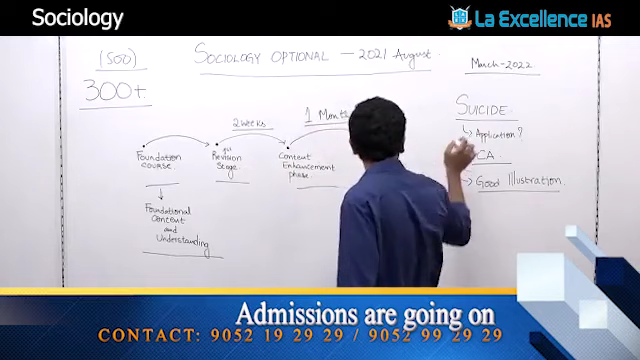 Sociology
La Excellence IAS
(500)
300+
SOCIOLOGY OPTIONAL — 2021 August
March-2022
2 weeks
1 Month
Foundation
COURSE.
1st
Revision
Stage.
Content
Enhancement
phase.
Foundational
Content
and
Understanding
SUICIDE.
Application?
CA
Good Illustration.
Admissions are going on
CONTACT: 9052 19 29 29 / 9052 99 29 29